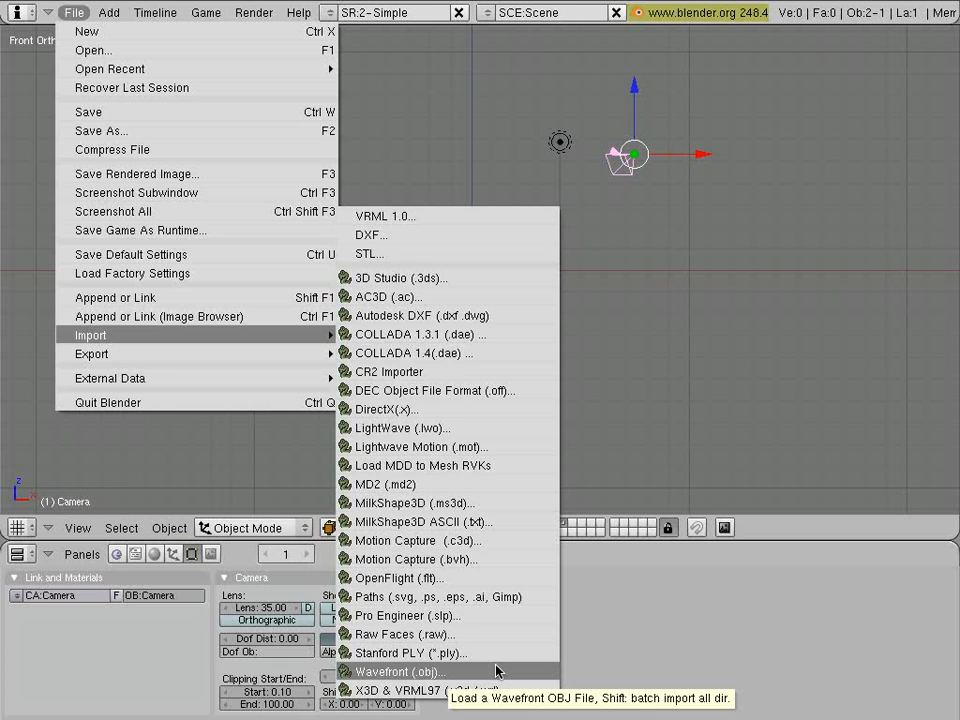 File Add Timeline Game Render Help SR:2-Simple SCE:Scene www.blender.org 248.4 Ve:0 | Fa:0 | Ob:2-1 | La:1 | Mem
Front Ort
New Ctrl X
Open... F1
Open Recent
Recover Last Session
Save Ctrl W
Save As... F2
Compress File
Save Rendered Image... F3
Screenshot Subwindow Ctrl F3
Screenshot All Ctrl Shift F3
Save Game As Runtime...
Save Default Settings Ctrl U
Load Factory Settings
Append or Link Shift F1
Append or Link (Image Browser) Ctrl F1
Import
Export
External Data
Quit Blender Ctrl Q
VRML 1.0...
DXF...
STL...
3D Studio (.3ds)...
AC3D (.ac)...
Autodesk DXF (.dxf .dwg)
COLLADA 1.3.1 (.dae) ...
COLLADA 1.4(.dae) ...
CR2 Importer
DEC Object File Format (.off)...
DirectX(.x)...
LightWave (.lwo)...
Lightwave Motion (.mot)...
Load MDD to Mesh RVKs
MD2 (.md2)
MilkShape3D (.ms3d)...
MilkShape3D ASCII (.txt)...
Motion Capture (.c3d)...
Motion Capture (.bvh)...
OpenFlight (.flt)...
Paths (.svg, .ps, .eps, .ai, Gimp)
Pro Engineer (.slp)...
Raw Faces (.raw)...
Stanford PLY (*.ply)...
Wavefront (.obj)...
X3D & VRML97 (
Load a Wavefront OBJ File, Shift: batch import all dir.
z
x
(1) Camera
View Select Object Object Mode
Panels 1
Link and Materials
CA:Camera F OB:Camera
Camera
Lens: Sh
Lens: 35.00 D
Orthographic
Dof Dist: 0.00
Dof Ob: Alp
Clipping Start/End:
Start: 0.10
End: 100.00 X: 0.00 Y: 0.00